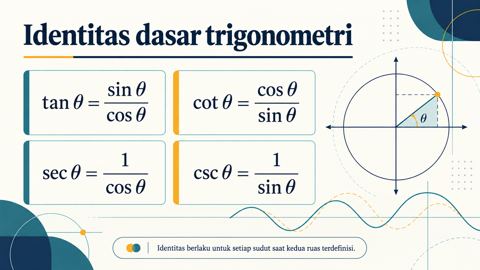 Identitas dasar trigonometri
tan θ = sin θ / cos θ
cot θ = cos θ / sin θ
sec θ = 1 / cos θ
csc θ = 1 / sin θ
θ
Identitas berlaku untuk setiap sudut saat kedua ruas terdefinisi.